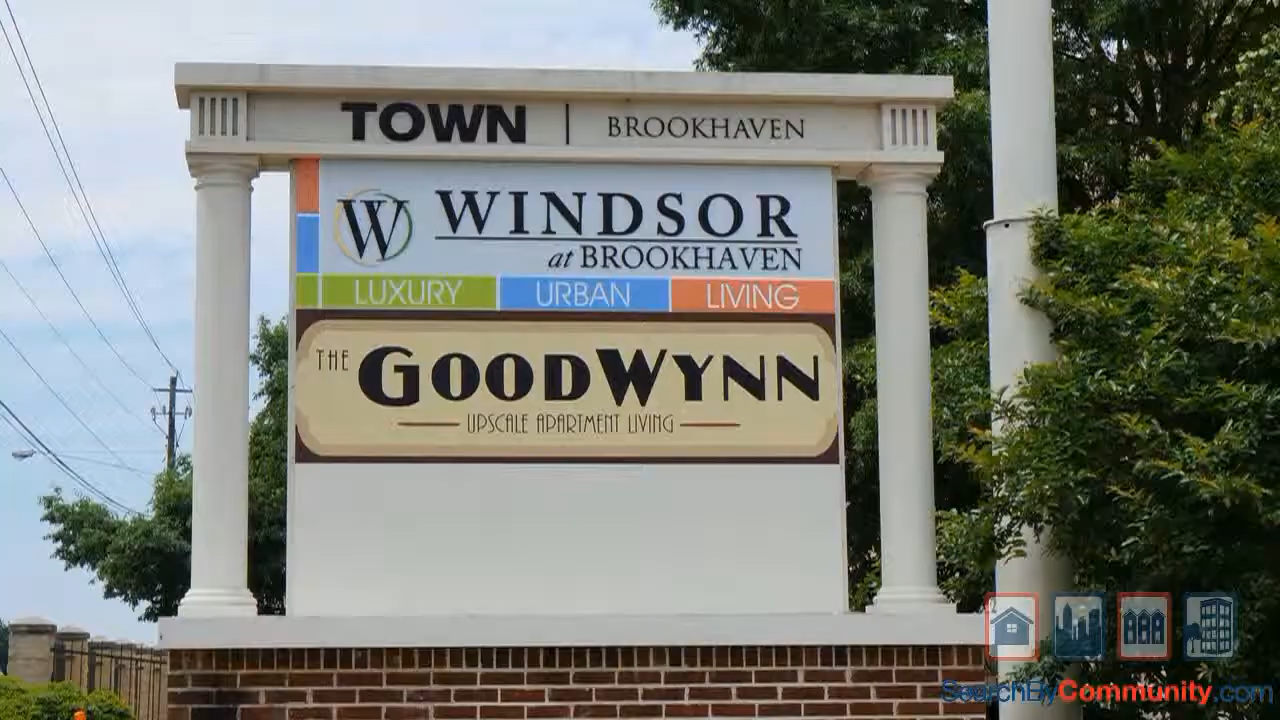 TOWN | BROOKHAVEN
W WINDSOR
at BROOKHAVEN
LUXURY URBAN LIVING
THE GOODWYNN
UPSCALE APARTMENT LIVING
SearchByCommunity.com